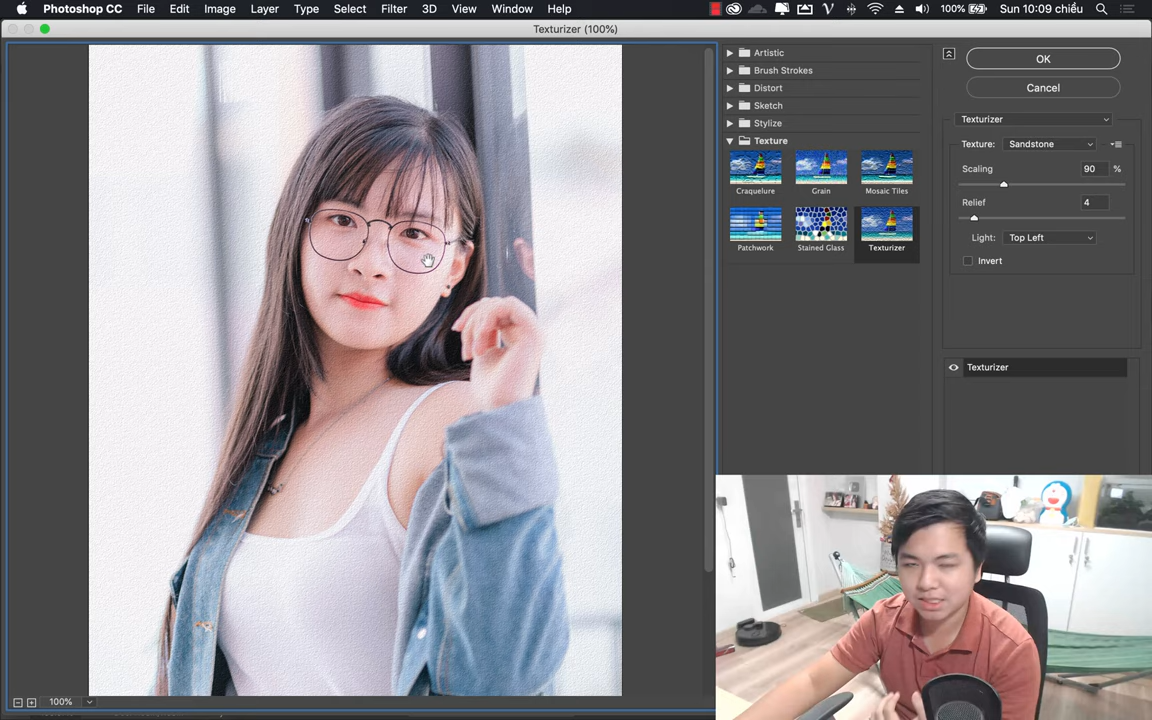 Photoshop CC File Edit Image Layer Type Select Filter 3D View Window Help 100% Sun 10:09 chiều
Texturizer (100%)
Artistic
Brush Strokes
Distort
Sketch
Stylize
Texture
Craquelure Grain Mosaic Tiles
Patchwork Stained Glass Texturizer
OK
Cancel
Texturizer
Texture: Sandstone
Scaling 90 %
Relief 4
Light: Top Left
Invert
Texturizer
100%